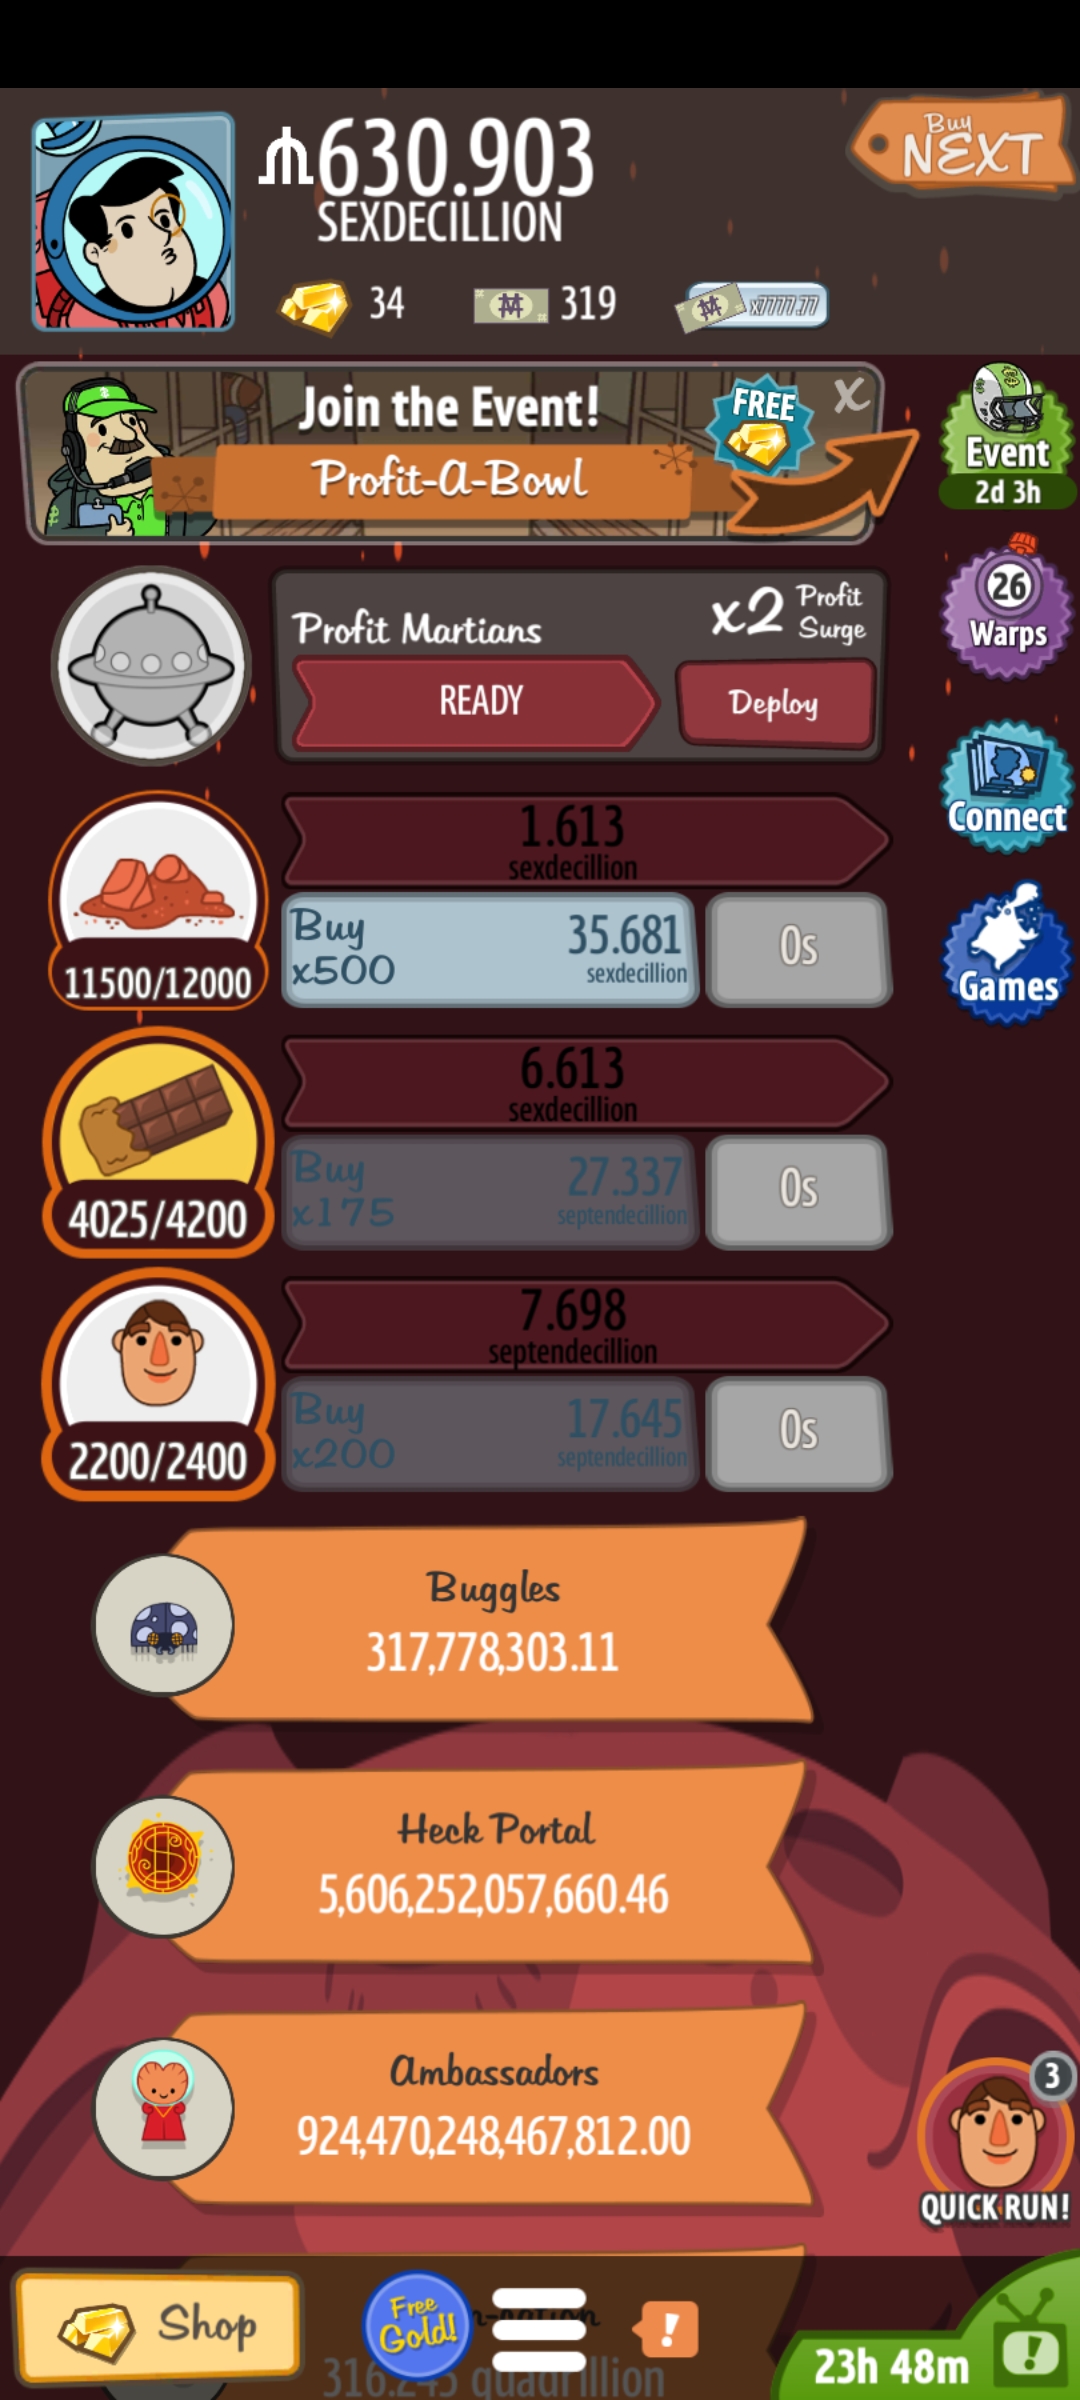 630.903
SEXDECILLION
Buy
NEXT
34
319
x7777.77
Join the Event!
Profit-A-Bowl
FREE
X
Event
2d 3h
Profit Martians
x2 Profit Surge
READY
Deploy
26
Warps
Connect
Games
1.613
sexdecillion
11500/12000
Buy x500
35.681
sexdecillion
0s
6.613
sexdecillion
4025/4200
Buy x175
27.337
septendecillion
0s
7.698
septendecillion
2200/2400
Buy x200
17.645
septendecillion
0s
Buggles
317,778,303.11
Heck Portal
5,606,252,057,660.46
Ambassadors
924,470,248,467,812.00
3
QUICK RUN!
Shop
Free Gold!
!
316.245 quadrillion
23h 48m
!